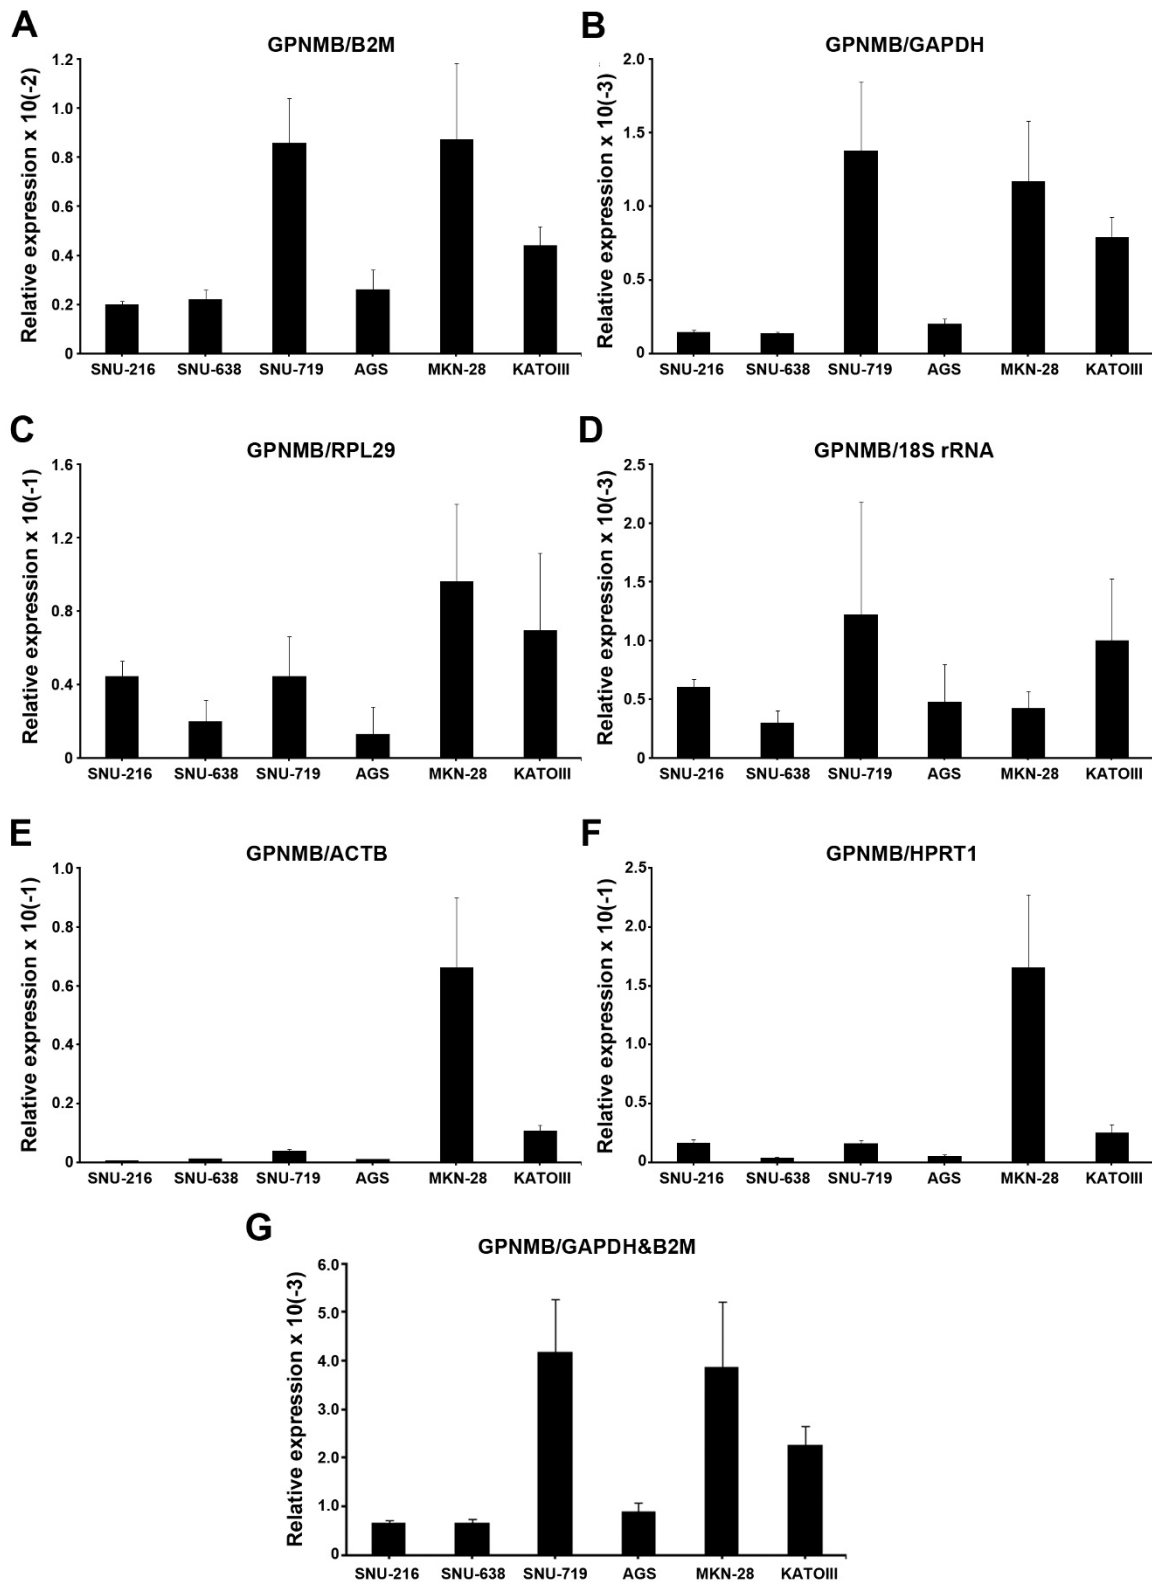 A
GPNMB/B2M
Relative expression x 10(-2)
1.2
1.0
0.8
0.6
0.4
0.2
0
SNU-216 SNU-638 SNU-719 AGS MKN-28 KATOIII
B
GPNMB/GAPDH
Relative expression x 10(-3)
2.0
1.5
1.0
0.5
0
SNU-216 SNU-638 SNU-719 AGS MKN-28 KATOIII
C
GPNMB/RPL29
Relative expression x 10(-1)
1.6
1.2
0.8
0.4
0
SNU-216 SNU-638 SNU-719 AGS MKN-28 KATOIII
D
GPNMB/18S rRNA
Relative expression x 10(-3)
2.5
2.0
1.5
1.0
0.5
0
SNU-216 SNU-638 SNU-719 AGS MKN-28 KATOIII
E
GPNMB/ACTB
Relative expression x 10(-1)
1.0
0.8
0.6
0.4
0.2
0
SNU-216 SNU-638 SNU-719 AGS MKN-28 KATOIII
F
GPNMB/HPRT1
Relative expression x 10(-1)
2.5
2.0
1.5
1.0
0.5
0
SNU-216 SNU-638 SNU-719 AGS MKN-28 KATOIII
G
GPNMB/GAPDH&B2M
Relative expression x 10(-3)
6.0
5.0
4.0
3.0
2.0
1.0
0
SNU-216 SNU-638 SNU-719 AGS MKN-28 KATOIII